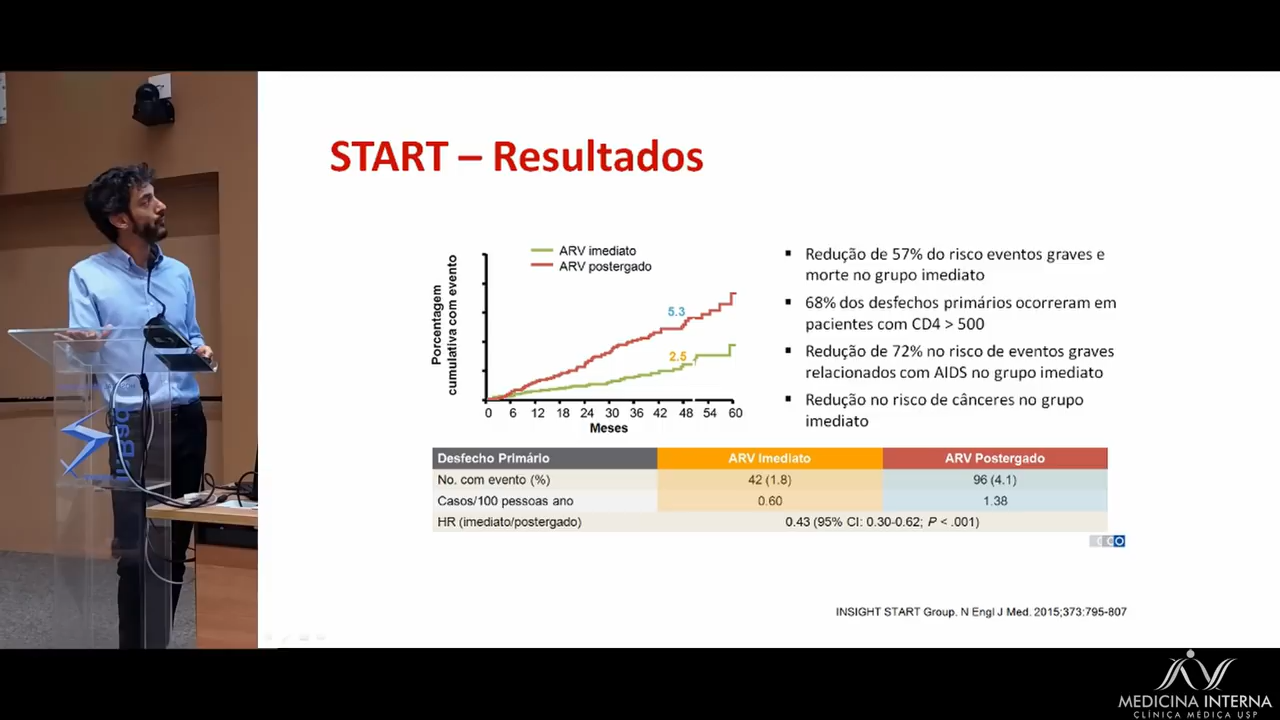 START – Resultados
ARV imediato
ARV postergado
Porcentagem
cumulativa com evento
5.3
2.5
0 6 12 18 24 30 36 42 48 54 60
Meses
▪ Redução de 57% do risco eventos graves e
morte no grupo imediato
▪ 68% dos desfechos primários ocorreram em
pacientes com CD4 > 500
▪ Redução de 72% no risco de eventos graves
relacionados com AIDS no grupo imediato
▪ Redução no risco de cânceres no grupo
imediato
Desfecho Primário ARV Imediato ARV Postergado
No. com evento (%) 42 (1.8) 96 (4.1)
Casos/100 pessoas ano 0.60 1.38
HR (imediato/postergado) 0.43 (95% CI: 0.30-0.62; P < .001)
CCO
INSIGHT START Group. N Engl J Med. 2015;373:795-807
MEDICINA INTERNA
CLÍNICA MÉDICA USP